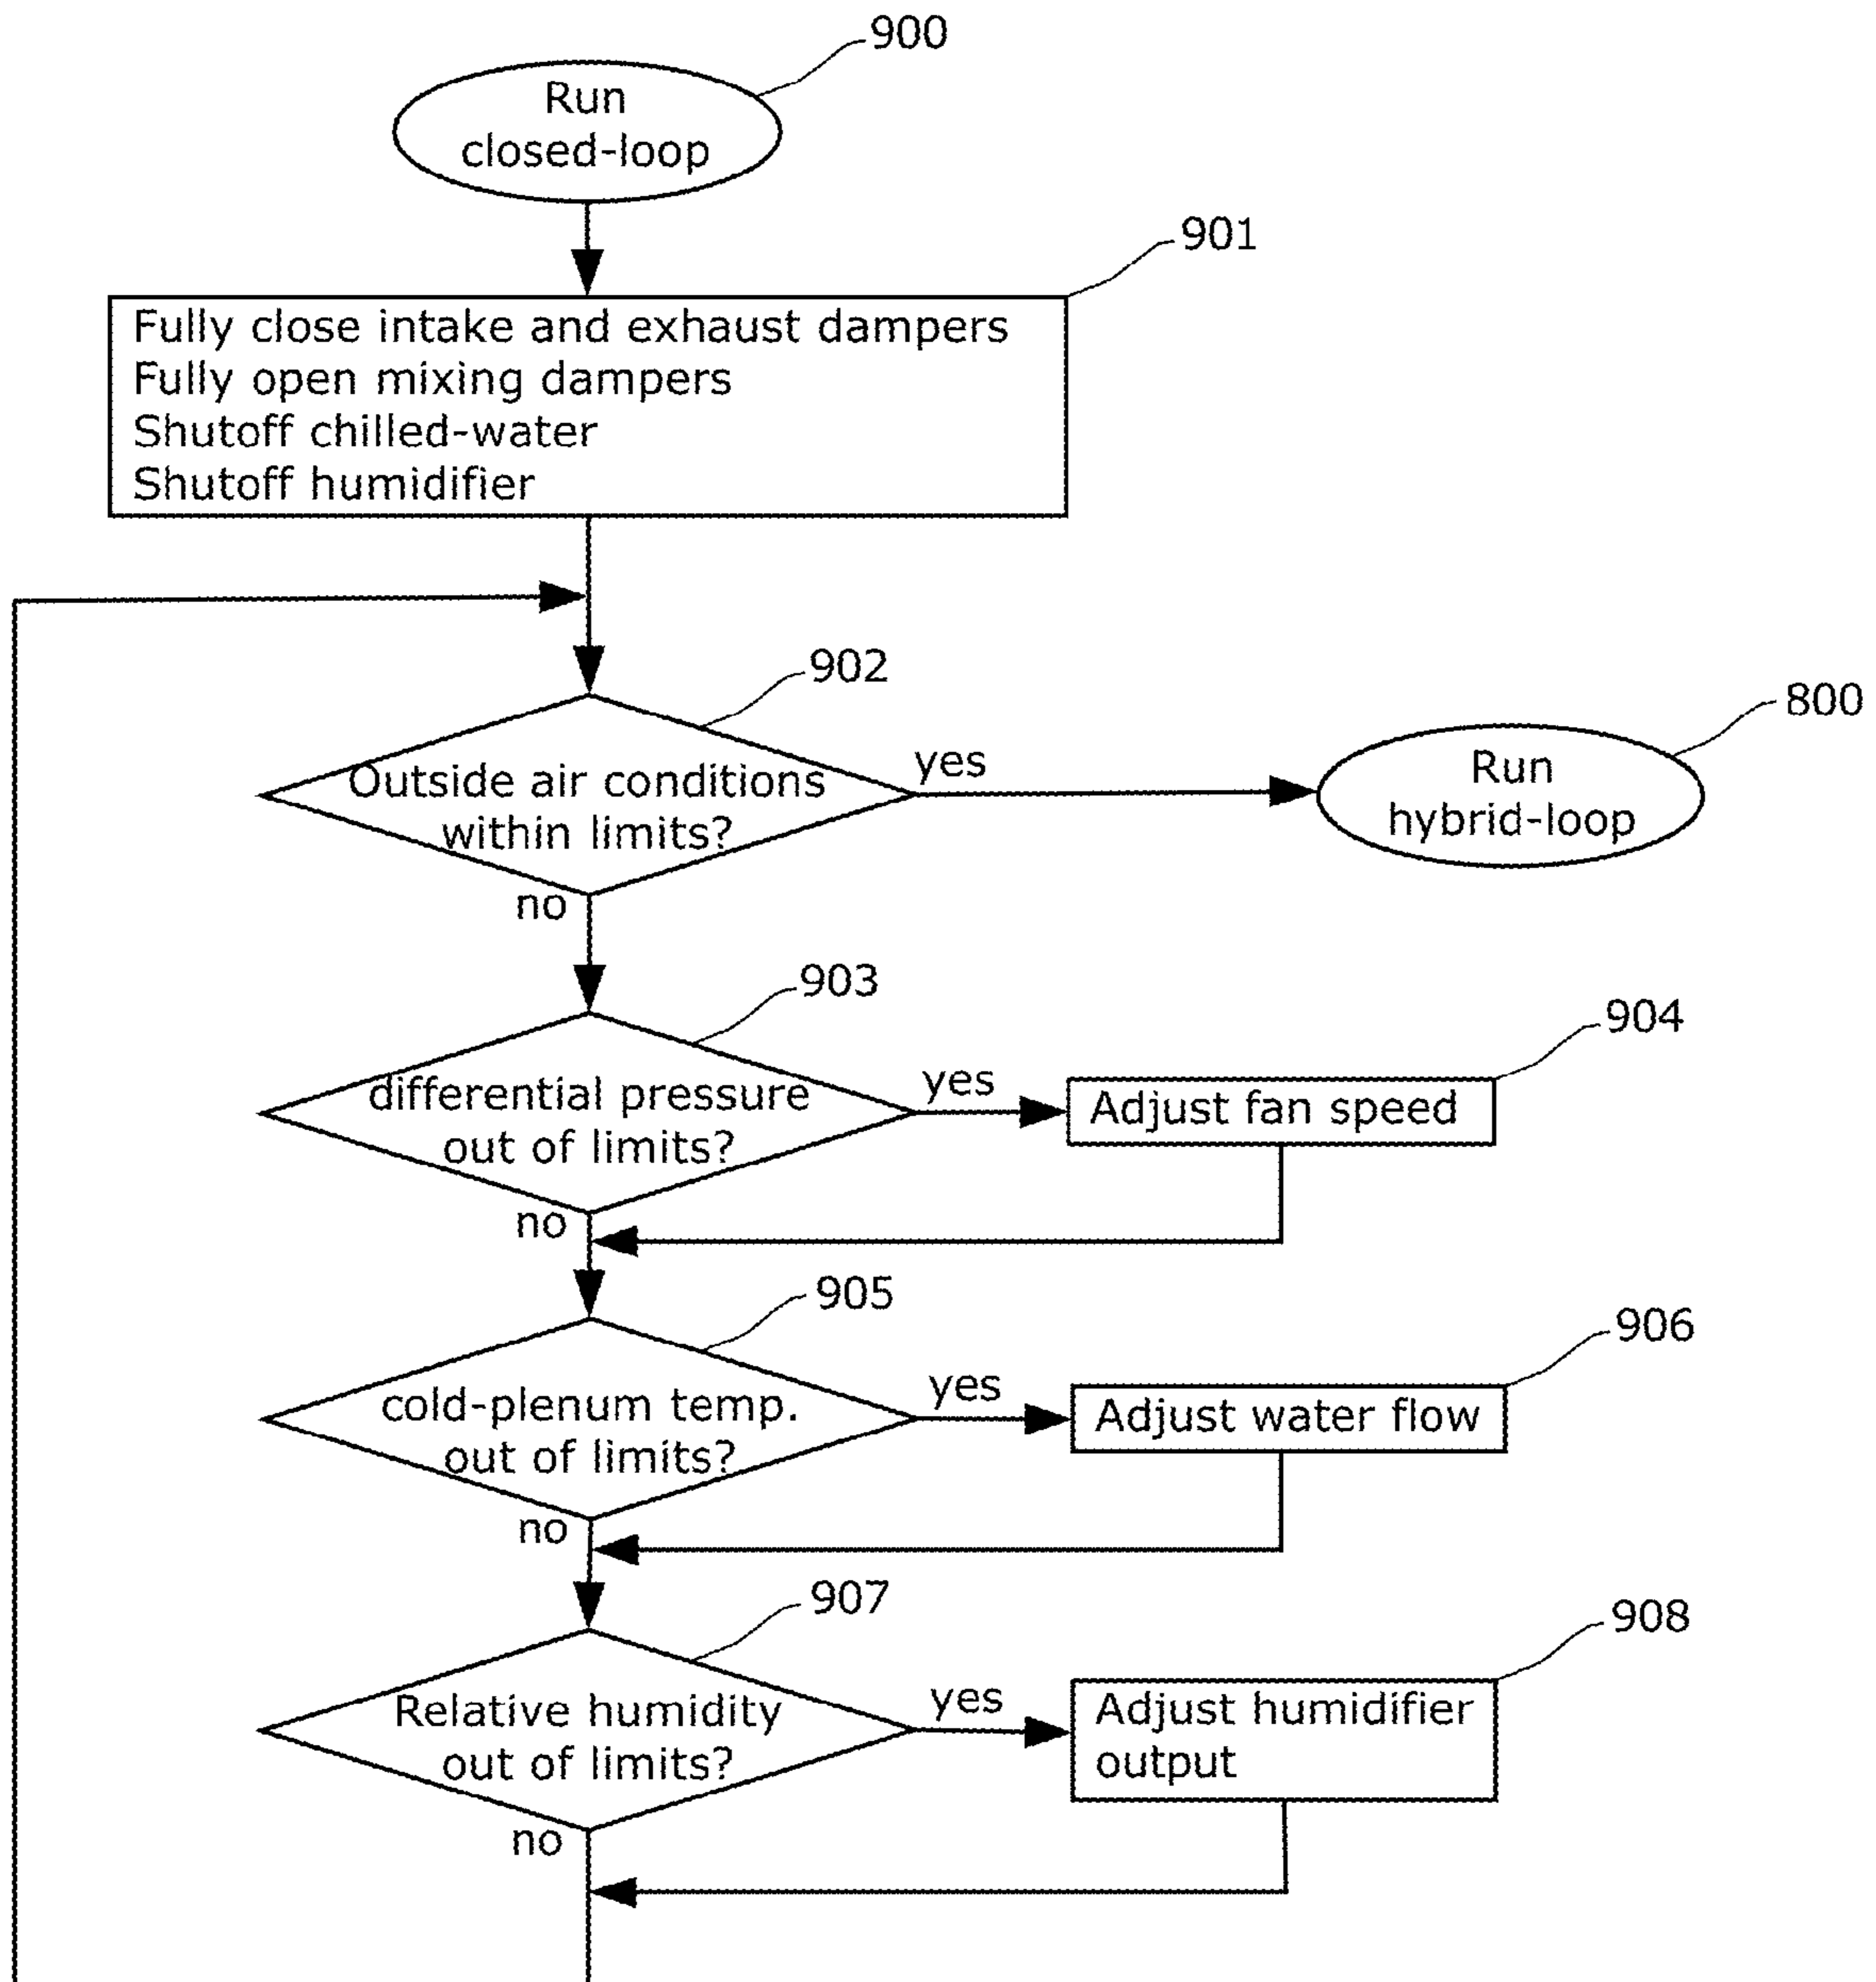 900
Run
closed-loop
901
Fully close intake and exhaust dampers
Fully open mixing dampers
Shutoff chilled-water
Shutoff humidifier
902
800
Outside air conditions
within limits?
yes
Run
hybrid-loop
no
903
904
differential pressure
out of limits?
yes
Adjust fan speed
no
905
906
cold-plenum temp.
out of limits?
yes
Adjust water flow
no
907
908
Relative humidity
out of limits?
yes
Adjust humidifier
output
no